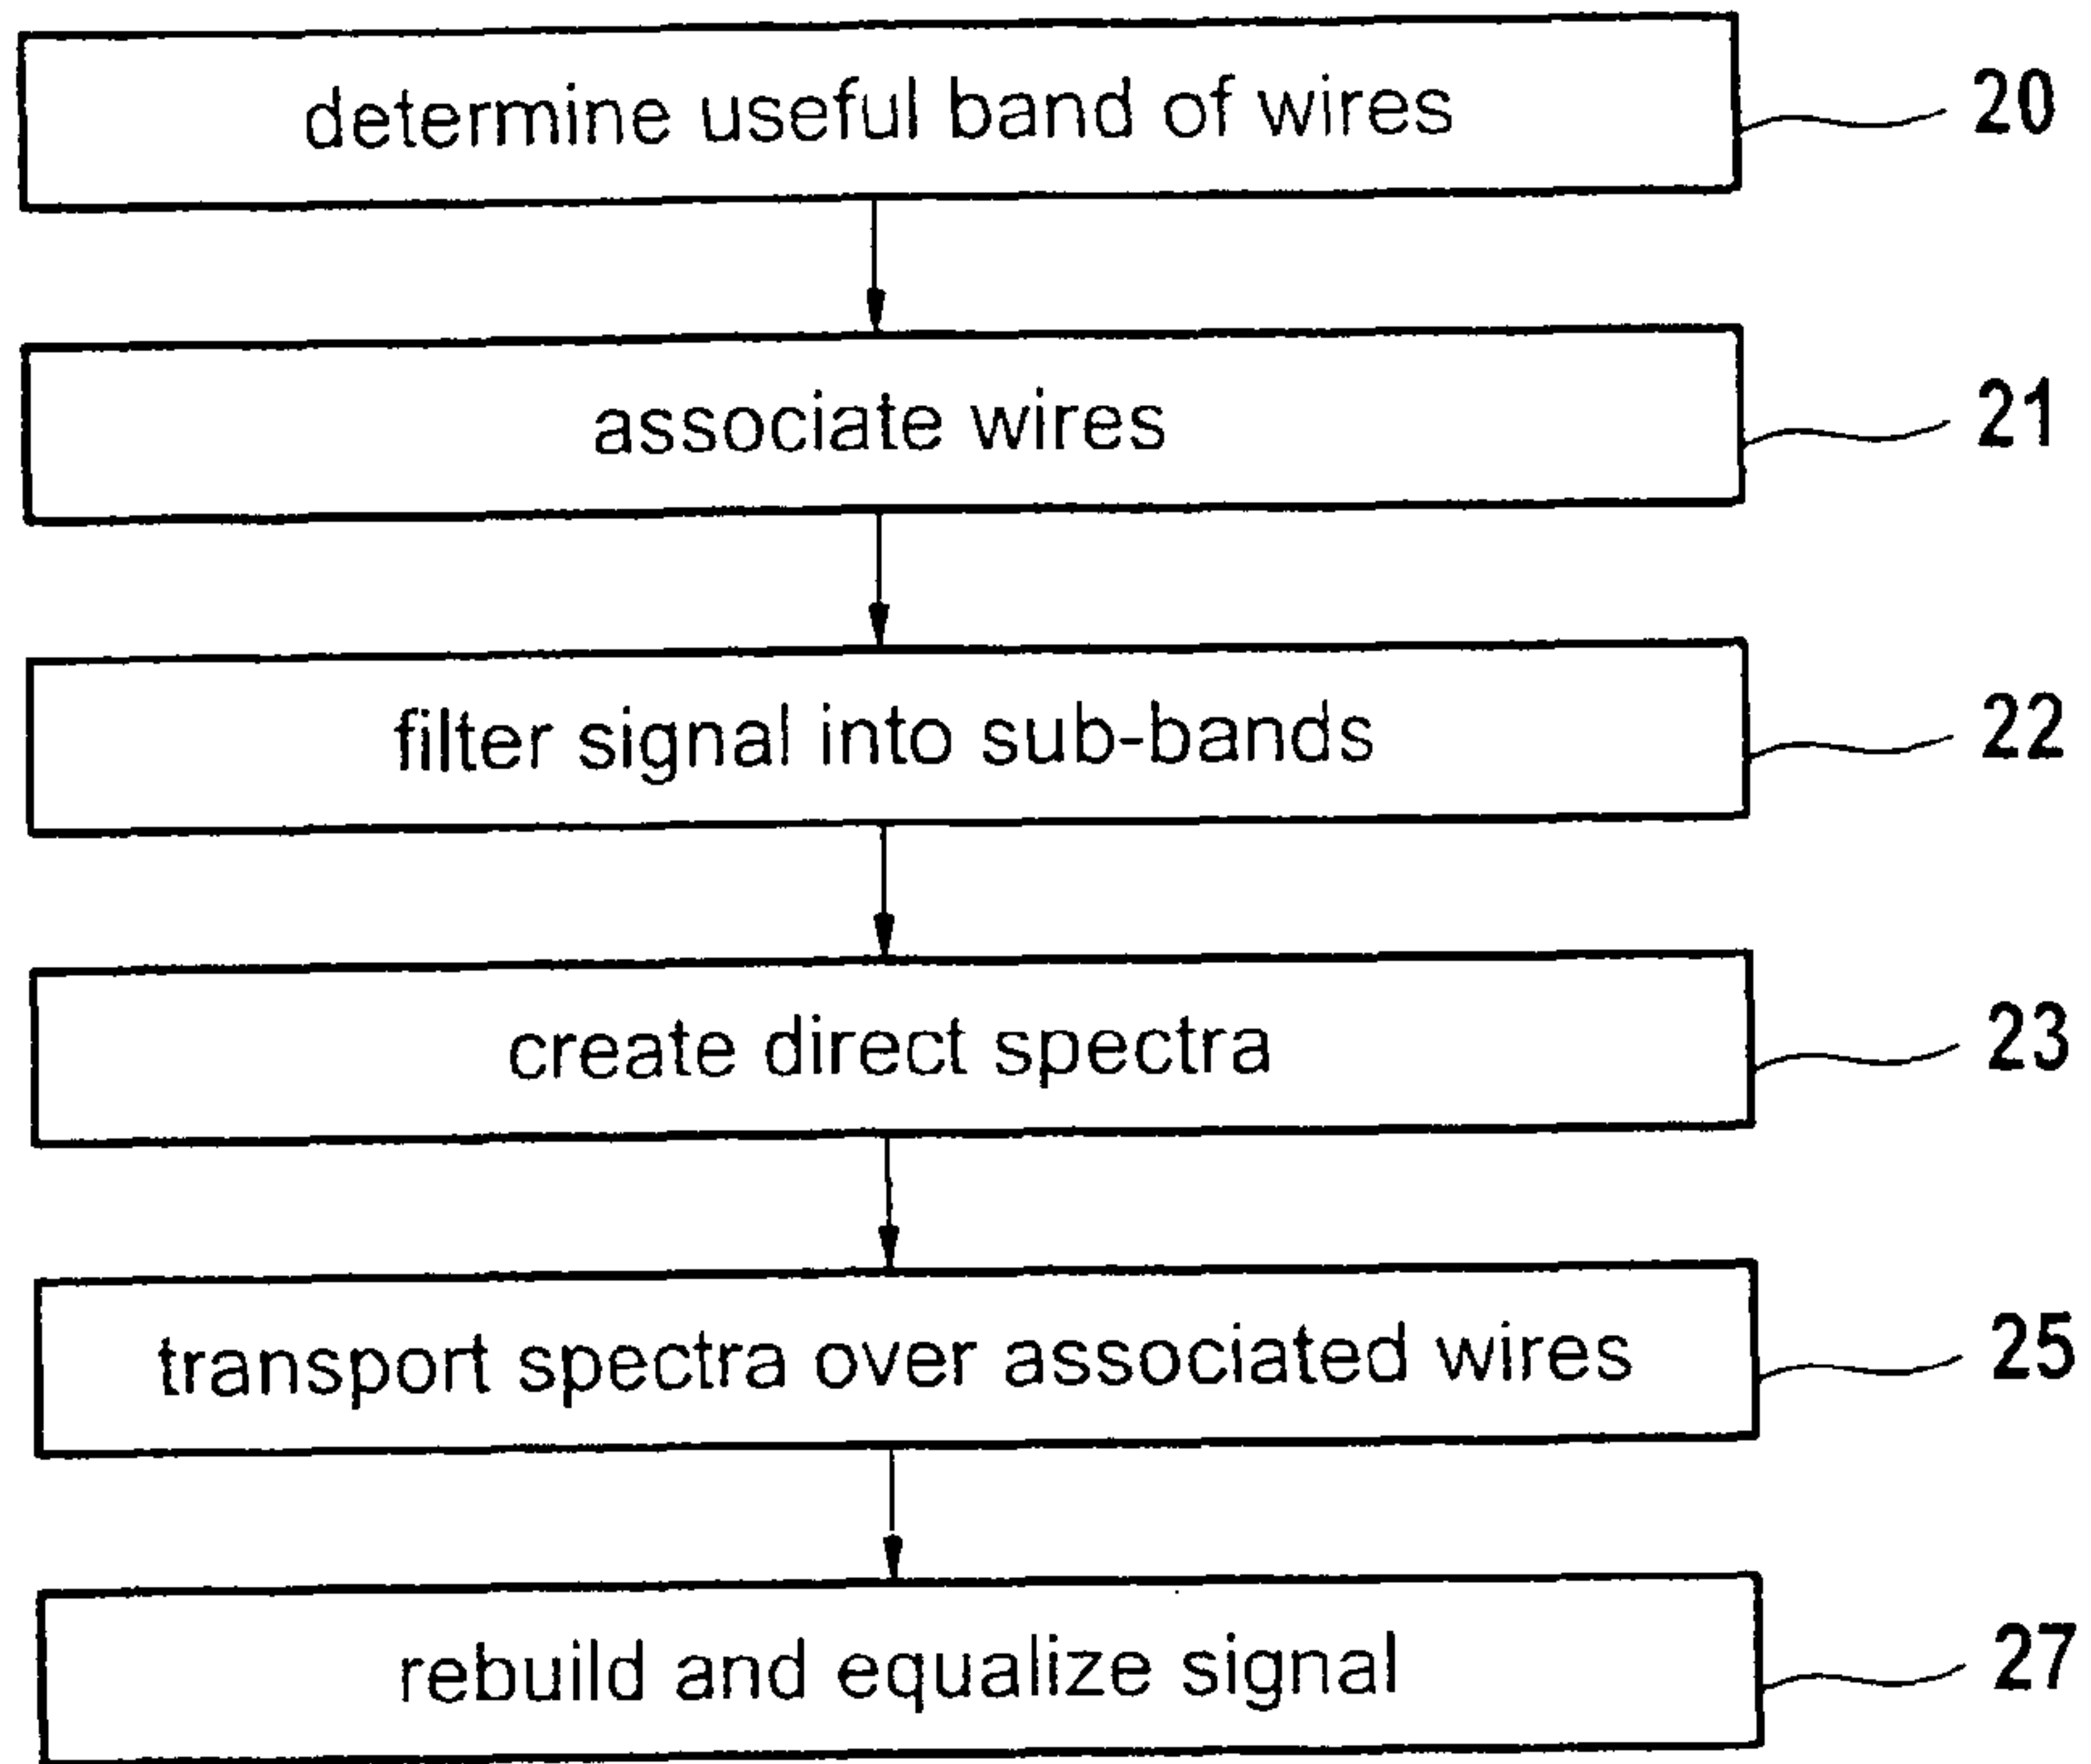 determine useful band of wires 20
associate wires 21
filter signal into sub-bands 22
create direct spectra 23
transport spectra over associated wires 25
rebuild and equalize signal 27